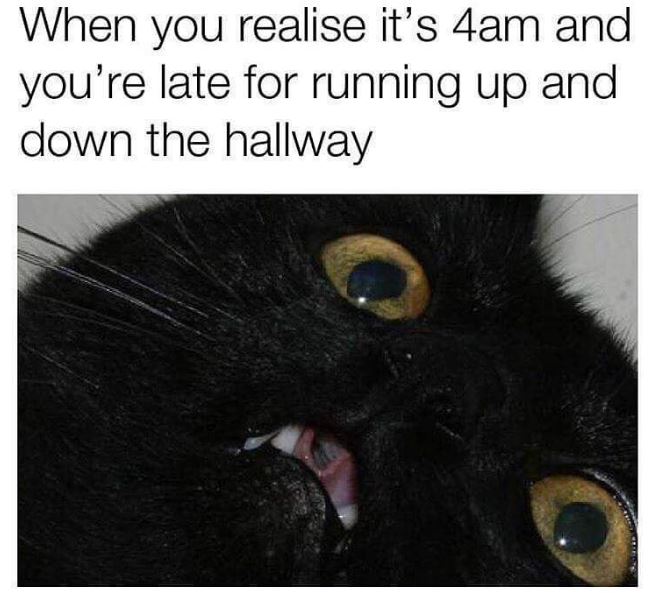 When you realise it’s 4am and
you’re late for running up and
down the hallway